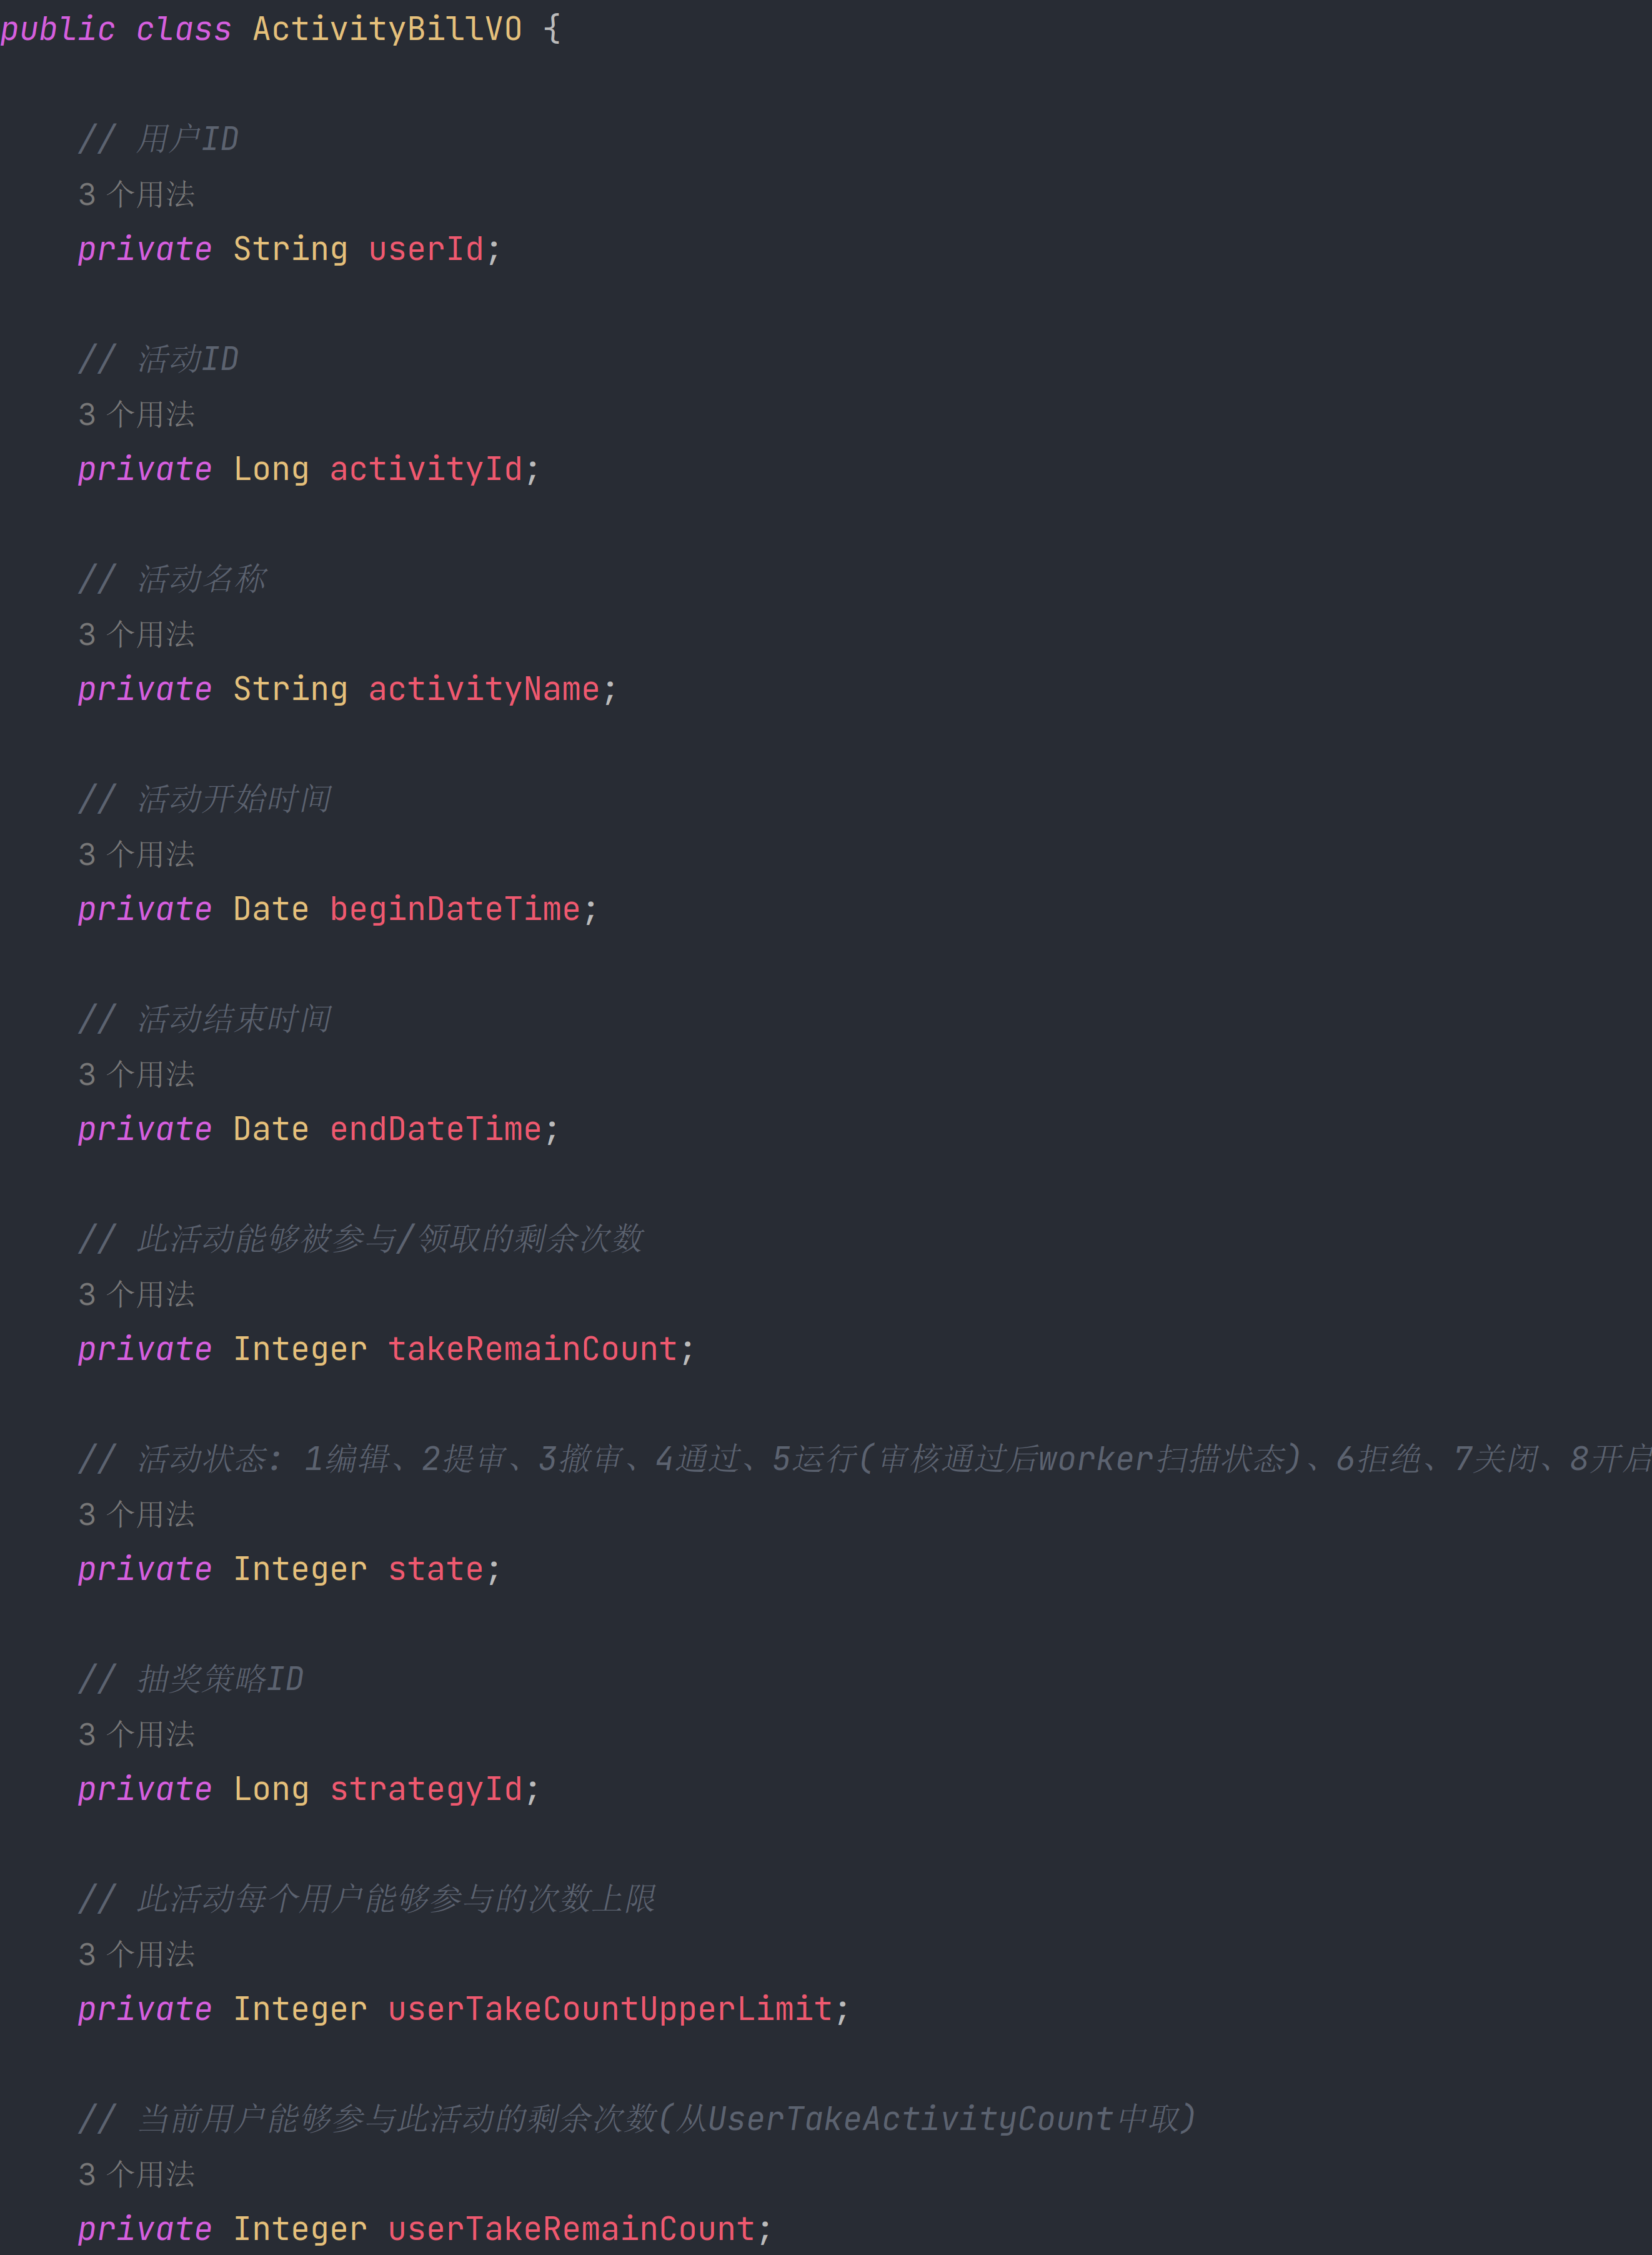 public class ActivityBillVO {
// 用户ID
3 个用法
private String userId;
// 活动ID
3 个用法
private Long activityId;
// 活动名称
3 个用法
private String activityName;
// 活动开始时间
3 个用法
private Date beginDateTime;
// 活动结束时间
3 个用法
private Date endDateTime;
// 此活动能够被参与/领取的剩余次数
3 个用法
private Integer takeRemainCount;
// 活动状态: 1编辑、2提审、3撤审、4通过、5运行(审核通过后worker扫描状态)、6拒绝、7关闭、8开启
3 个用法
private Integer state;
// 抽奖策略ID
3 个用法
private Long strategyId;
// 此活动每个用户能够参与的次数上限
3 个用法
private Integer userTakeCountUpperLimit;
// 当前用户能够参与此活动的剩余次数(从UserTakeActivityCount中取)
3 个用法
private Integer userTakeRemainCount;